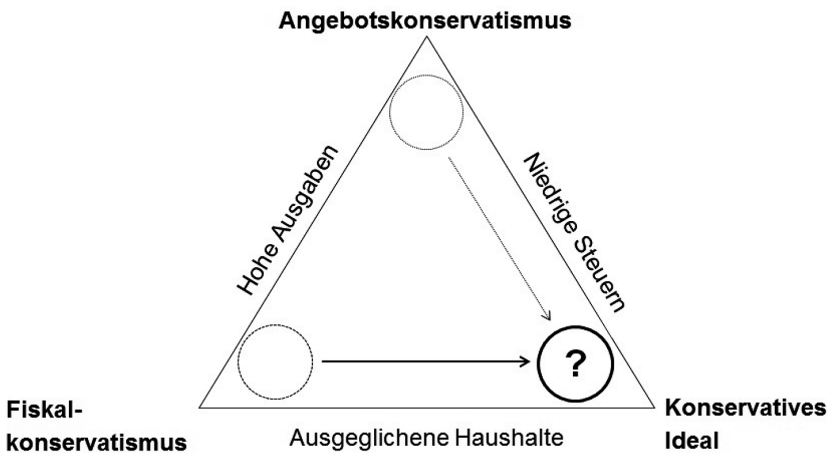 Angebotskonservatismus
Hohe Ausgaben
Niedrige Steuern
?
Fiskal-
konservatismus
Ausgeglichene Haushalte
Konservatives
Ideal